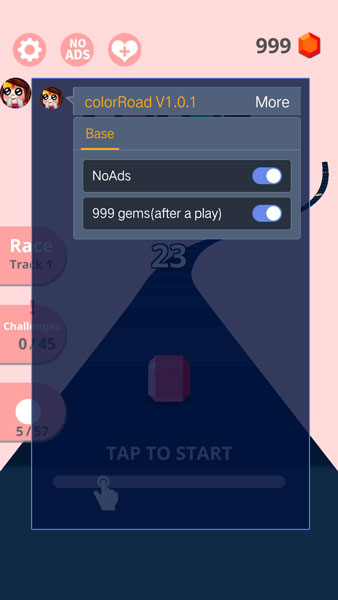 NO
ADS
999
colorRoad V1.0.1
More
Base
NoAds
999 gems(after a play)
23
Race
Track 1
!
Challenges
0/45
5/57
TAP TO START